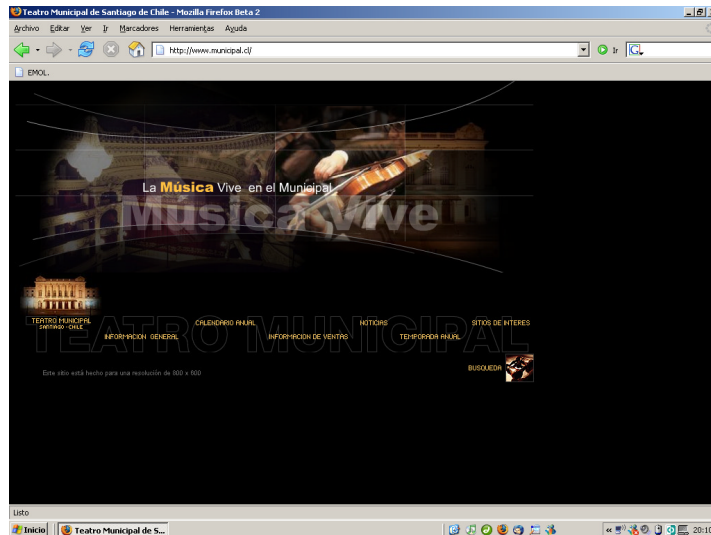 Teatro Municipal de Santiago de Chile - Mozilla Firefox Beta 2
Archivo Editar Ver Ir Marcadores Herramientas Ayuda
http://www.municipal.cl/
Ir
G
EMOL.
La Música Vive en el Municipal
Música Vive
TEATRO MUNICIPAL
SANTIAGO - CHILE
CALENDARIO ANUAL NOTICIAS SITIOS DE INTERES
TEATRO MUNICIPAL
INFORMACION GENERAL INFORMACION DE VENTAS TEMPORADA ANUAL
BUSQUEDA
Este sitio está hecho para una resolución de 800 x 600
Listo
Inicio Teatro Municipal de S... 20:10